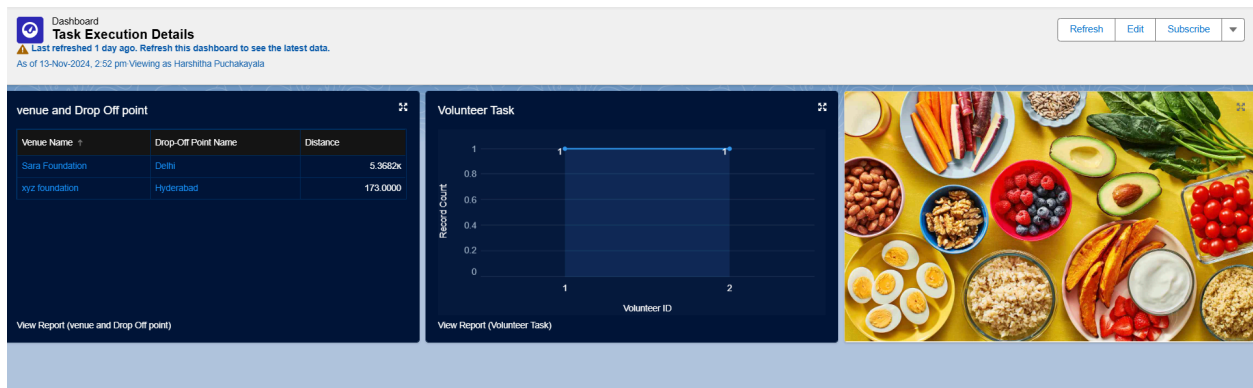 Dashboard
Task Execution Details
Last refreshed 1 day ago. Refresh this dashboard to see the latest data.
As of 13-Nov-2024, 2:52 pm·Viewing as Harshitha Puchakayala
Refresh Edit Subscribe
venue and Drop Off point
Venue Name ↑ Drop-Off Point Name Distance
Sara Foundation Delhi 5.3682K
xyz foundation Hyderabad 173.0000
View Report (venue and Drop Off point)
Volunteer Task
Record Count
1
0.8
0.6
0.4
0.2
0
1 1
1 2
Volunteer ID
View Report (Volunteer Task)